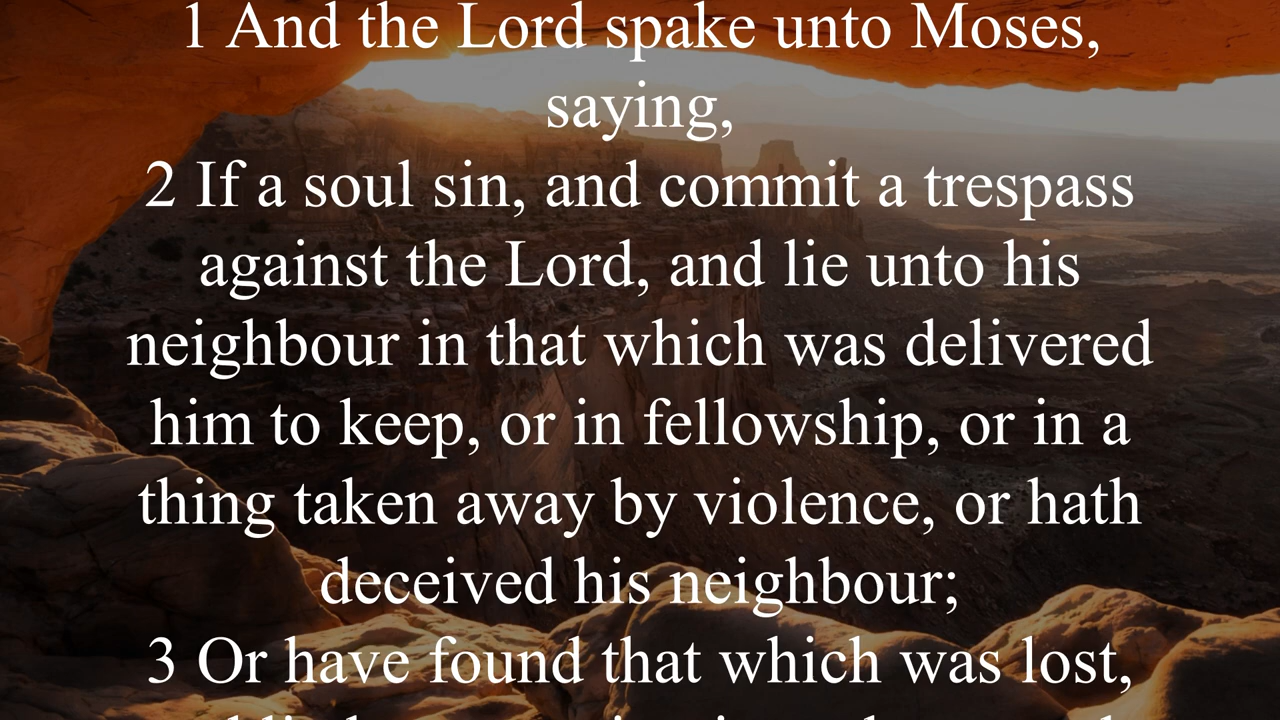 1 And the Lord spake unto Moses,
saying,
2 If a soul sin, and commit a trespass
against the Lord, and lie unto his
neighbour in that which was delivered
him to keep, or in fellowship, or in a
thing taken away by violence, or hath
deceived his neighbour;
3 Or have found that which was lost,